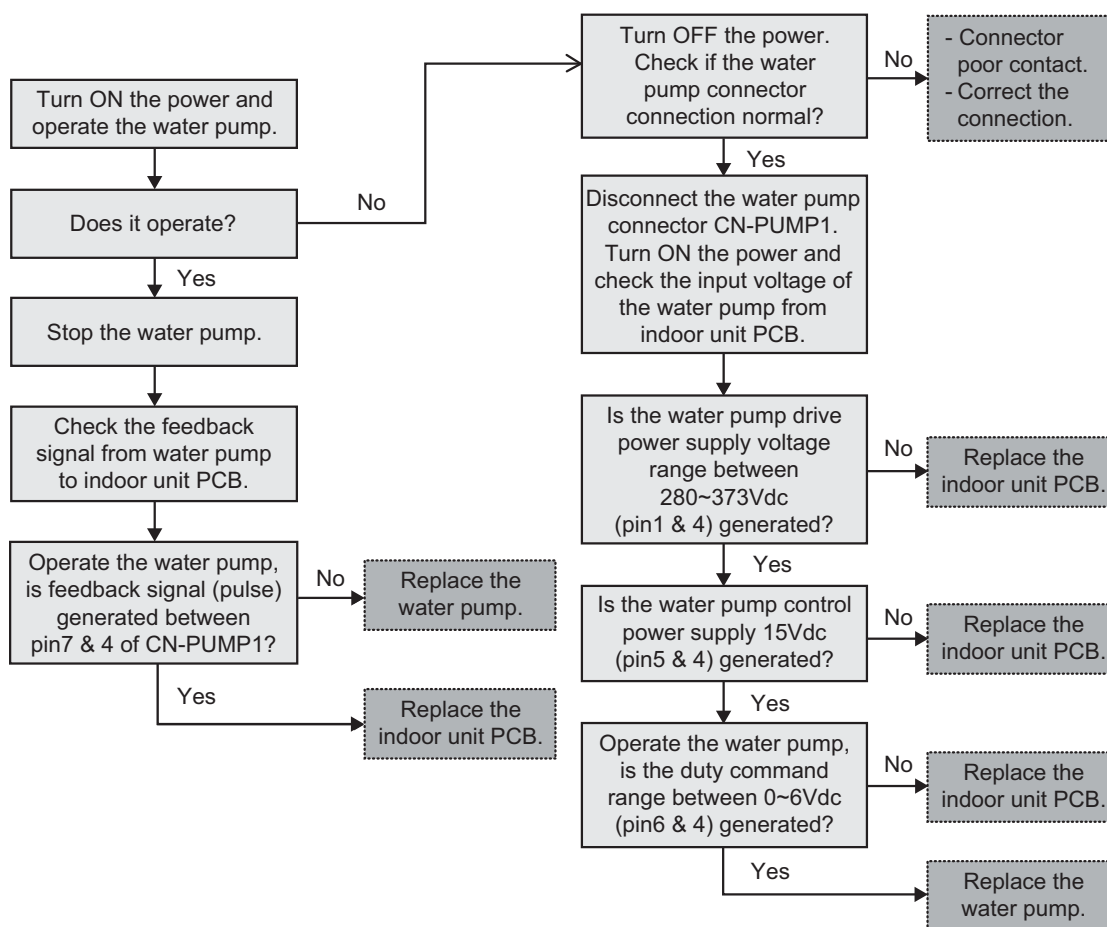 Turn ON the power and
operate the water pump.
Does it operate?
No
Yes
Stop the water pump.
Check the feedback
signal from water pump
to indoor unit PCB.
Operate the water pump,
is feedback signal (pulse)
generated between
pin7 & 4 of CN-PUMP1?
No
Replace the
water pump.
Yes
Replace the
indoor unit PCB.
Turn OFF the power.
Check if the water
pump connector
connection normal?
No
- Connector
poor contact.
- Correct the
connection.
Yes
Disconnect the water pump
connector CN-PUMP1.
Turn ON the power and
check the input voltage of
the water pump from
indoor unit PCB.
Is the water pump drive
power supply voltage
range between
280~373Vdc
(pin1 & 4) generated?
No
Replace the
indoor unit PCB.
Yes
Is the water pump control
power supply 15Vdc
(pin5 & 4) generated?
No
Replace the
indoor unit PCB.
Yes
Operate the water pump,
is the duty command
range between 0~6Vdc
(pin6 & 4) generated?
No
Replace the
indoor unit PCB.
Yes
Replace the
water pump.